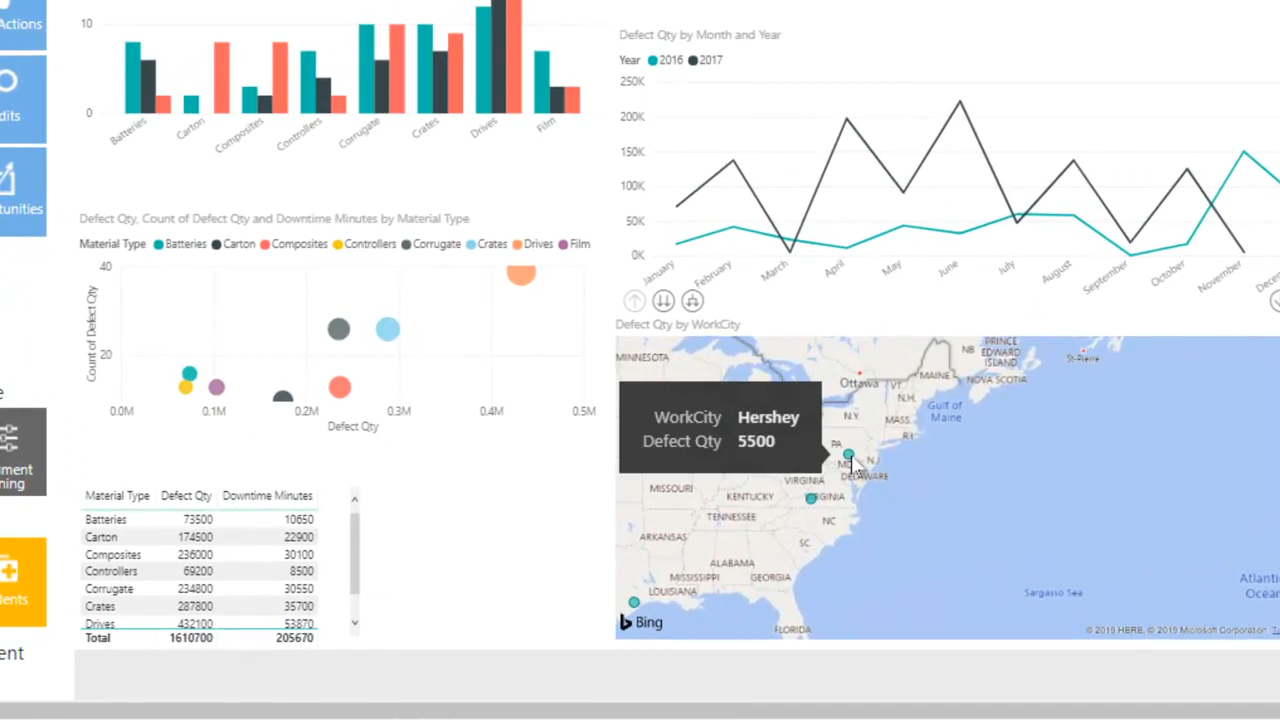 Actions
dits
tunities
e
ment
ning
dents
ent
10
0
Batteries
Carton
Composites
Controllers
Corrugate
Crates
Drives
Film
Defect Qty, Count of Defect Qty and Downtime Minutes by Material Type
Material Type Batteries Carton Composites Controllers Corrugate Crates Drives Film
Count of Defect Qty
40
20
0.0M 0.1M 0.2M 0.3M 0.4M 0.5M
Defect Qty
Material Type Defect Qty Downtime Minutes
Batteries 73500 10650
Carton 174500 22900
Composites 236000 30100
Controllers 69200 8500
Corrugate 234800 30550
Crates 287800 35700
Drives 432100 53870
Total 1610700 205670
Defect Qty by Month and Year
Year 2016 2017
250K
200K
150K
100K
50K
0K
January
February
March
April
May
June
July
August
September
October
November
Dece
Defect Qty by WorkCity
MINNESOTA
Ottawa
MAINE
NB
PRINCE
EDWARD
ISLAND
St-Pierre
NOVA SCOTIA
VT.
N.H.
Gulf of
Maine
N.Y.
MASS.
R.I.
WorkCity Hershey
Defect Qty 5500
PA
N.J.
MD
DELAWARE
VIRGINIA
MISSOURI
KENTUCKY
VIRGINIA
TENNESSEE
NC
ARKANSAS
SC
ALABAMA
MISSISSIPPI
GEORGIA
LOUISIANA
Sargasso Sea
Atlanti
Ocean
Bing
FLORIDA
© 2019 HERE, © 2019 Microsoft Corporation